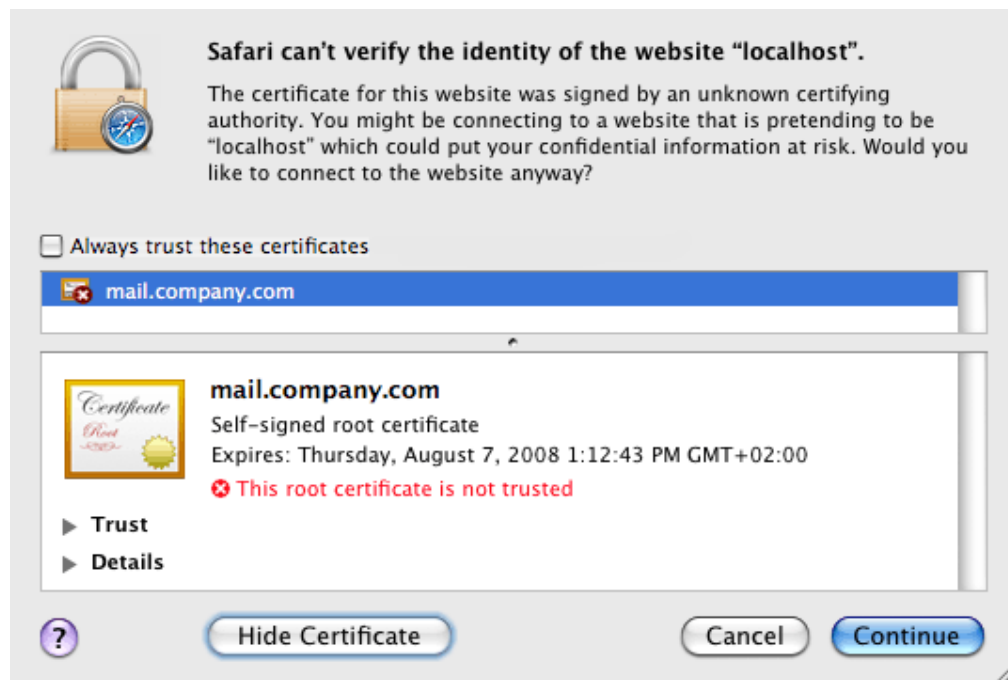 Safari can't verify the identity of the website “localhost”.
The certificate for this website was signed by an unknown certifying
authority. You might be connecting to a website that is pretending to be
“localhost” which could put your confidential information at risk. Would you
like to connect to the website anyway?
Always trust these certificates
mail.company.com
Certificate
Root
mail.company.com
Self-signed root certificate
Expires: Thursday, August 7, 2008 1:12:43 PM GMT+02:00
This root certificate is not trusted
Trust
Details
? Hide Certificate Cancel Continue